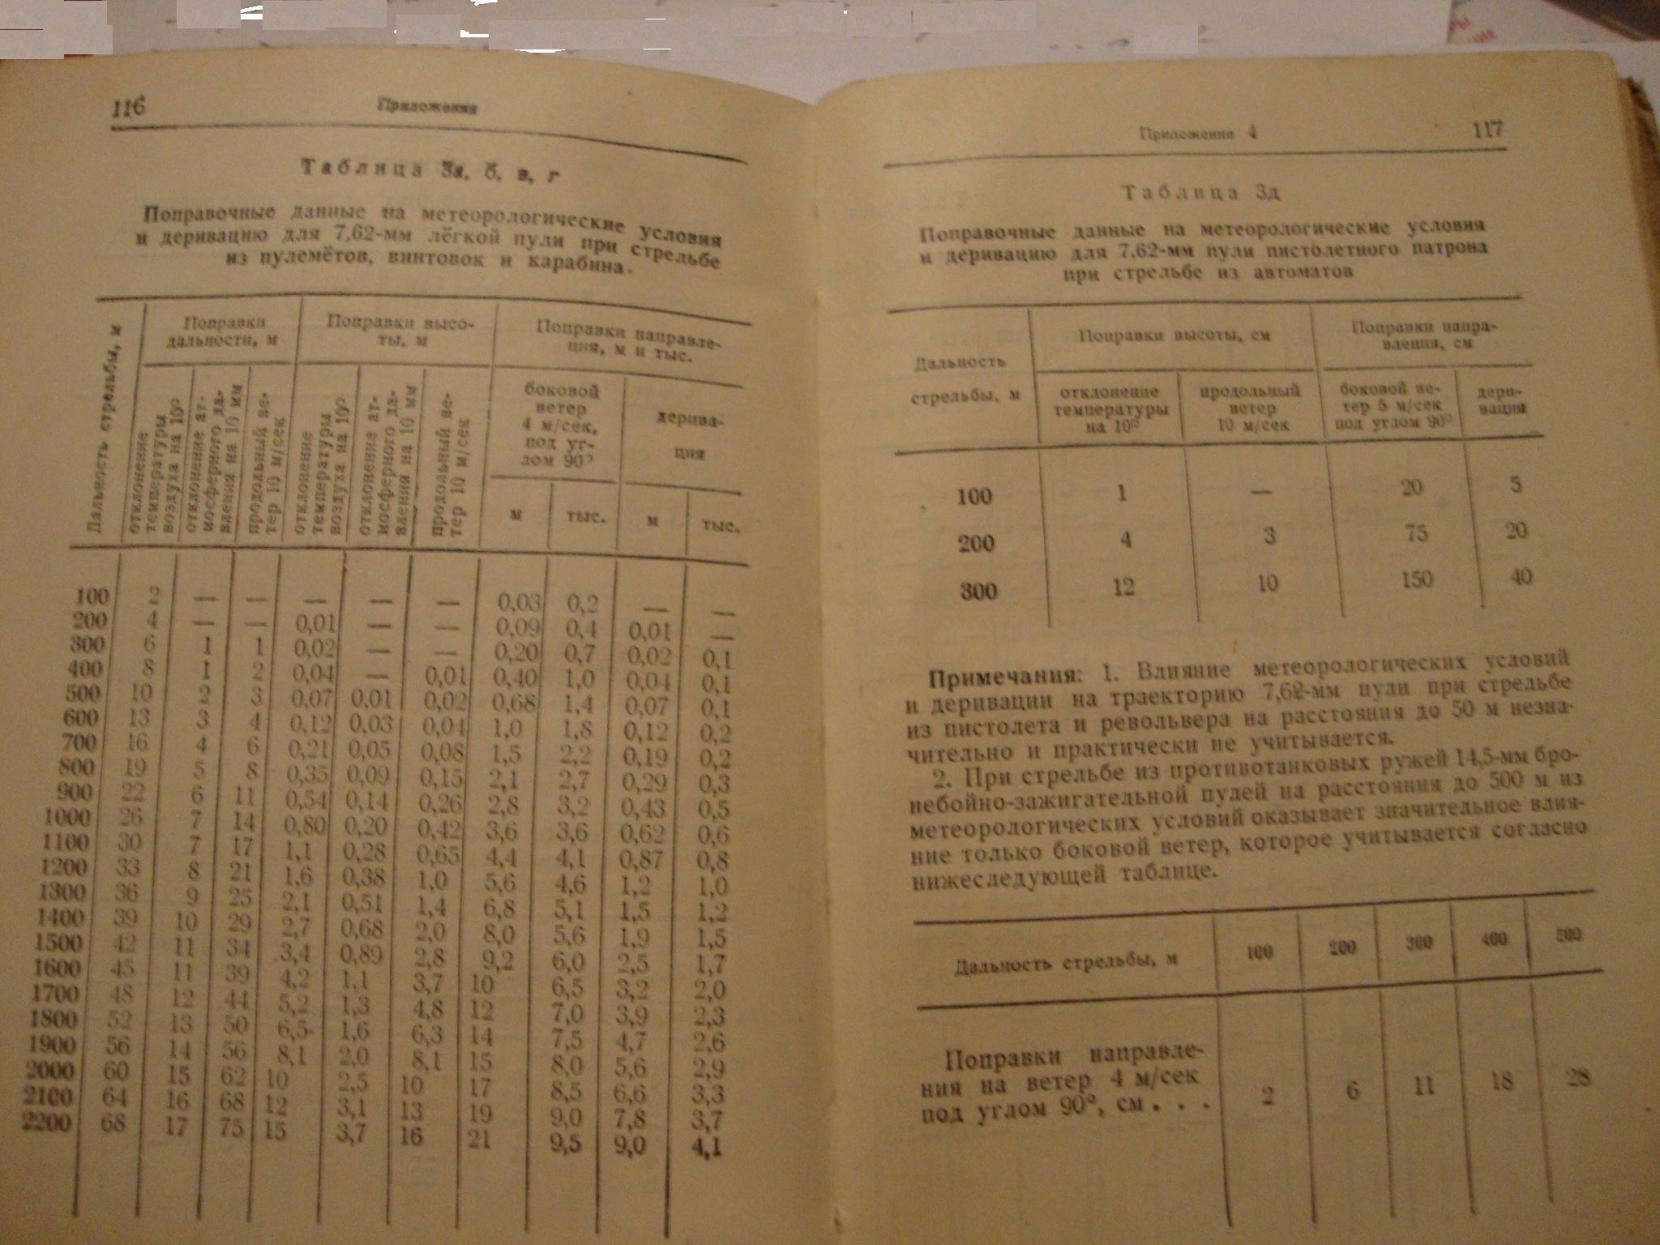 116 Приложения
Таблица 3а, б, в, г
Поправочные данные на метеорологические условия
и деривацию для 7,62-мм лёгкой пули при стрельбе
из пулемётов, винтовок и карабина.
Дальность стрельбы, м
Поправки
дальности, м
Поправки высо-
ты, м
Поправки направле-
ния, м и тыс.
отклонение
температуры
воздуха на 10°
отклонение ат-
мосферного да-
вления на 10 мм
продольный ве-
тер 10 м/сек
отклонение
температуры
воздуха на 10°
отклонение ат-
мосферного да-
вления на 10 мм
продольный ве-
тер 10 м/сек
боковой
ветер
4 м/сек,
под уг-
лом 90°
дерива-
ция
м тыс. м тыс.
100 2 — — — — — 0,03 0,2 — —
200 4 — — 0,01 — — 0,09 0,4 0,01 —
300 6 1 1 0,02 — — 0,20 0,7 0,02 0,1
400 8 1 2 0,04 — 0,01 0,40 1,0 0,04 0,1
500 10 2 3 0,07 0,01 0,02 0,68 1,4 0,07 0,1
600 13 3 4 0,12 0,03 0,04 1,0 1,8 0,12 0,2
700 16 4 6 0,21 0,05 0,08 1,5 2,2 0,19 0,2
800 19 5 8 0,35 0,09 0,15 2,1 2,7 0,29 0,3
900 22 6 11 0,54 0,14 0,26 2,8 3,2 0,43 0,5
1000 26 7 14 0,80 0,20 0,42 3,6 3,6 0,62 0,6
1100 30 7 17 1,1 0,28 0,65 4,4 4,1 0,87 0,8
1200 33 8 21 1,6 0,38 1,0 5,6 4,6 1,2 1,0
1300 36 9 25 2,1 0,51 1,4 6,8 5,1 1,5 1,2
1400 39 10 29 2,7 0,68 2,0 8,0 5,6 1,9 1,5
1500 42 11 34 3,4 0,89 2,8 9,2 6,0 2,5 1,7
1600 45 11 39 4,2 1,1 3,7 10 6,5 3,2 2,0
1700 48 12 44 5,2 1,3 4,8 12 7,0 3,9 2,3
1800 52 13 50 6,5 1,6 6,3 14 7,5 4,7 2,6
1900 56 14 56 8,1 2,0 8,1 15 8,0 5,6 2,9
2000 60 15 62 10 2,5 10 17 8,5 6,6 3,3
2100 64 16 68 12 3,1 13 19 9,0 7,8 3,7
2200 68 17 75 15 3,7 16 21 9,5 9,0 4,1
Приложение 4 117
Таблица 3д
Поправочные данные на метеорологические условия
и деривацию для 7,62-мм пули пистолетного патрона
при стрельбе из автоматов
Дальность
стрельбы, м
Поправки высоты, см
Поправки напра-
вления, см
отклонение
температуры
на 10°
продольный
ветер
10 м/сек
боковой ве-
тер 5 м/сек
под углом 90°
дери-
вация
100 1 — 20 5
200 4 3 75 20
300 12 10 150 40
Примечания: 1. Влияние метеорологических условий
и деривации на траекторию 7,62-мм пули при стрельбе
из пистолета и револьвера на расстояния до 50 м незна-
чительно и практически не учитывается.
2. При стрельбе из противотанковых ружей 14,5-мм бро-
небойно-зажигательной пулей на расстояния до 500 м из
метеорологических условий оказывает значительное влия-
ние только боковой ветер, которое учитывается согласно
нижеследующей таблице.
Дальность стрельбы, м 100 200 300 400 500
Поправки направле-
ния на ветер 4 м/сек
под углом 90°, см . . . 2 6 11 18 28